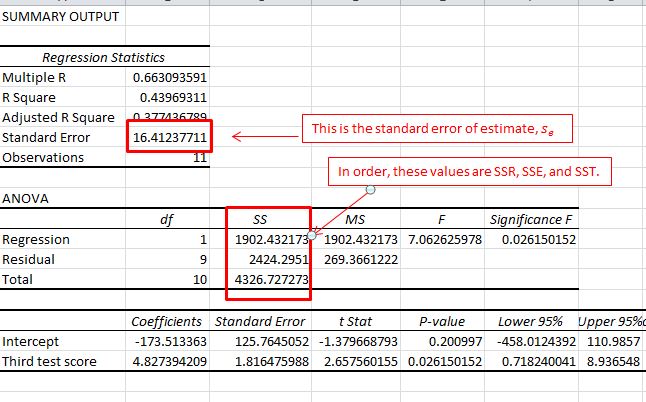 SUMMARY OUTPUT
Regression Statistics
Multiple R 0.663093591
R Square 0.43969311
Adjusted R Square 0.377436789
Standard Error 16.41237711
This is the standard error of estimate, sₑ
Observations 11
In order, these values are SSR, SSE, and SST.
ANOVA
df SS MS F Significance F
Regression 1 1902.432173 1902.432173 7.062625978 0.026150152
Residual 9 2424.2951 269.3661222
Total 10 4326.727273
Coefficients Standard Error t Stat P-value Lower 95% Upper 95%
Intercept -173.513363 125.7645052 -1.379668793 0.200997 -458.0124392 110.9857
Third test score 4.827394209 1.816475988 2.657560155 0.026150152 0.718240041 8.936548